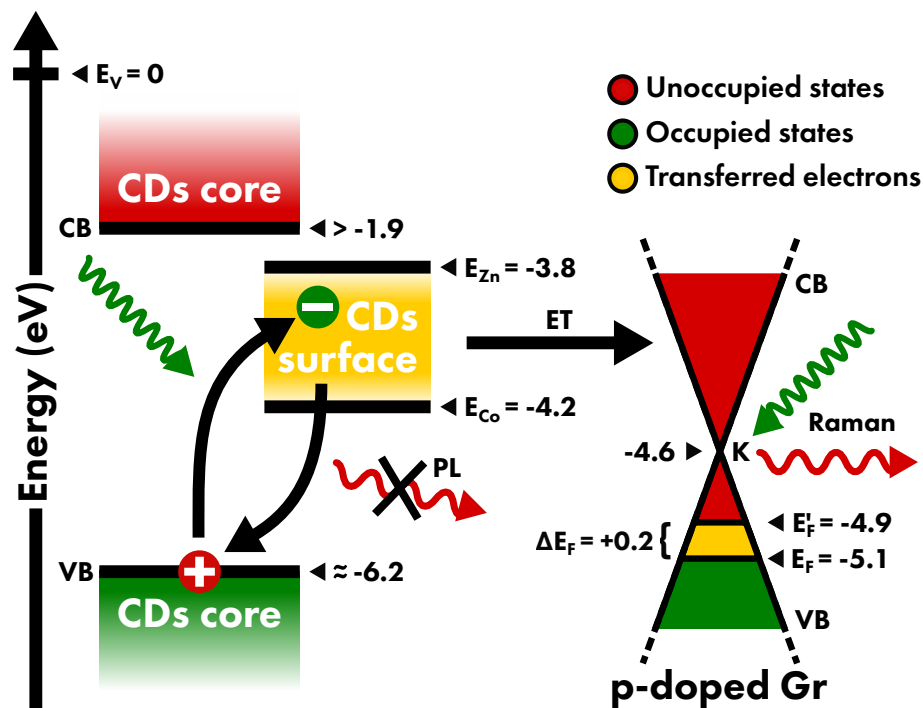 Energy (eV)
E_V = 0
CDs core
CB
> -1.9
E_Zn = -3.8
CDs
surface
E_Co = -4.2
PL
VB
≈ -6.2
CDs core
ET
Unoccupied states
Occupied states
Transferred electrons
CB
Raman
-4.6
K
E'_F = -4.9
ΔE_F = +0.2
E_F = -5.1
VB
p-doped Gr